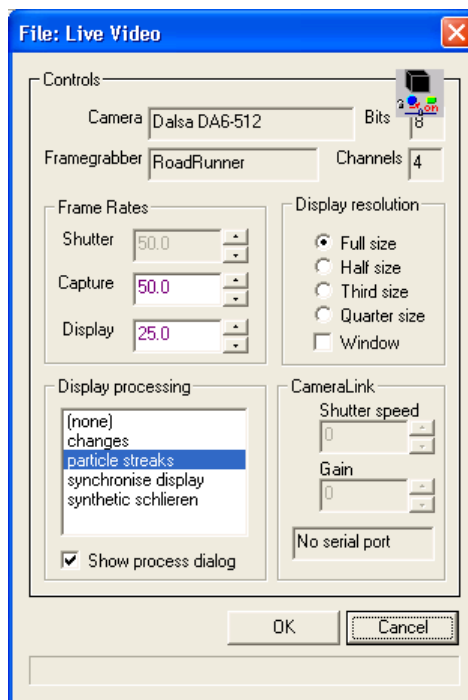 File: Live Video
Controls
Camera Dalsa DA6-512 Bits 8
Framegrabber RoadRunner Channels 4
Frame Rates
Shutter 50.0
Capture 50.0
Display 25.0
Display resolution
Full size
Half size
Third size
Quarter size
Window
Display processing
(none)
changes
particle streaks
synchronise display
synthetic schlieren
Show process dialog
CameraLink
Shutter speed
0
Gain
0
No serial port
OK Cancel